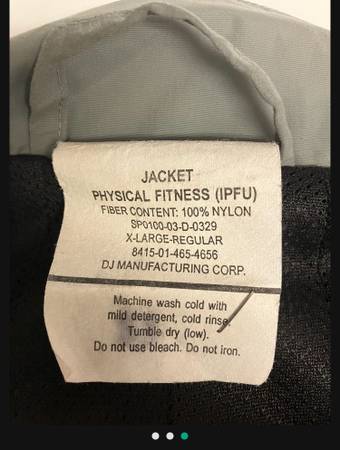 JACKET
PHYSICAL FITNESS (IPFU)
FIBER CONTENT: 100% NYLON
SP0100-03-D-0329
X-LARGE-REGULAR
8415-01-465-4656
DJ MANUFACTURING CORP.
Machine wash cold with
mild detergent, cold rinse.
Tumble dry (low).
Do not use bleach. Do not iron.